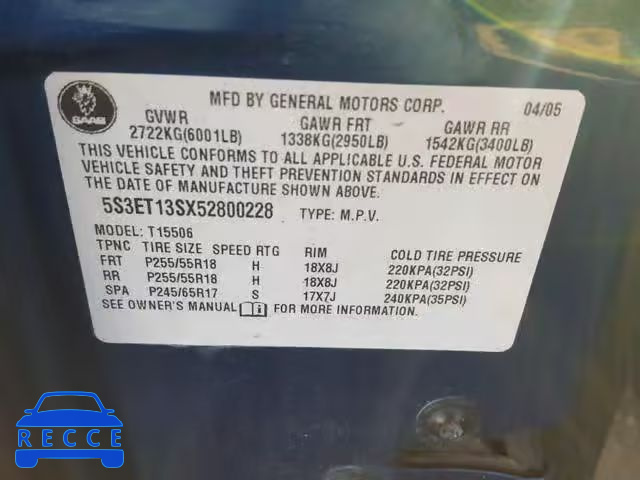 SAAB
MFD BY GENERAL MOTORS CORP. 04/05
GVWR GAWR FRT GAWR RR
2722KG(6001LB) 1338KG(2950LB) 1542KG(3400LB)
THIS VEHICLE CONFORMS TO ALL APPLICABLE U.S. FEDERAL MOTOR
VEHICLE SAFETY AND THEFT PREVENTION STANDARDS IN EFFECT ON
THE DATE OF MANUFACTURE SHOWN ABOVE.
5S3ET13SX52800228 TYPE: M.P.V.
MODEL: T15506
TPNC TIRE SIZE SPEED RTG RIM COLD TIRE PRESSURE
FRT P255/55R18 H 18X8J 220KPA(32PSI)
RR P255/55R18 H 18X8J 220KPA(32PSI)
SPA P245/65R17 S 17X7J 240KPA(35PSI)
SEE OWNER'S MANUAL FOR MORE INFORMATION.
RECCE